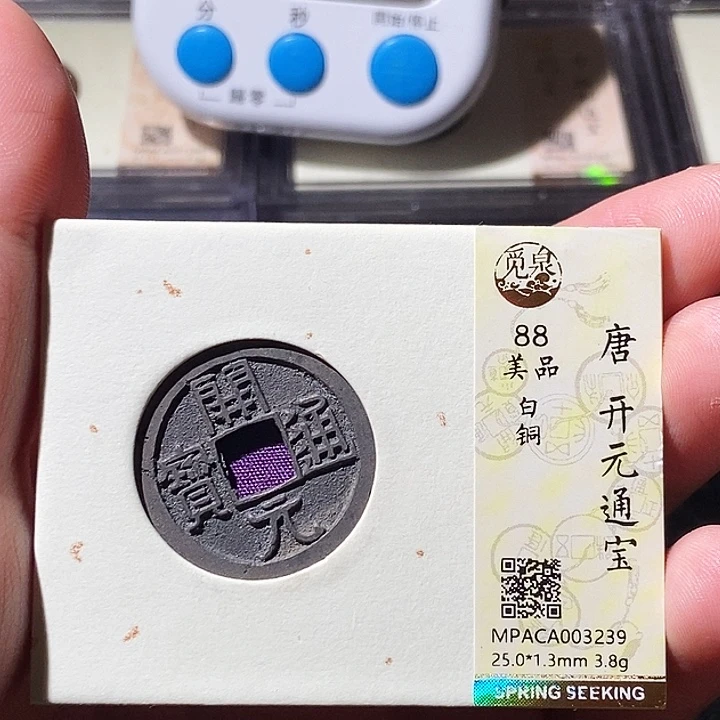 分 秒 开始/停止
归零
開
通
元
寶
觅泉
88
美品
白铜
唐 开元通宝
MPACA003239
25.0*1.3mm 3.8g
SPRING SEEKING